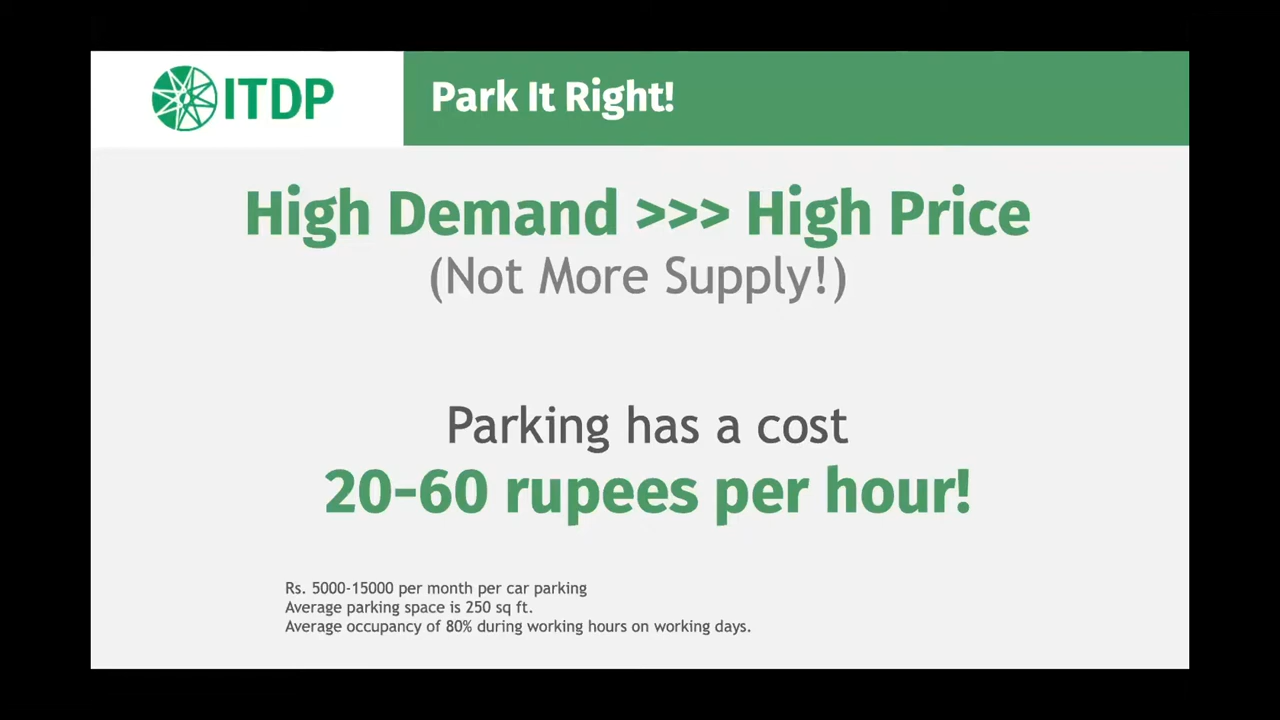 ITDP
Park It Right!
High Demand >>> High Price
(Not More Supply!)
Parking has a cost
20-60 rupees per hour!
Rs. 5000-15000 per month per car parking
Average parking space is 250 sq ft.
Average occupancy of 80% during working hours on working days.